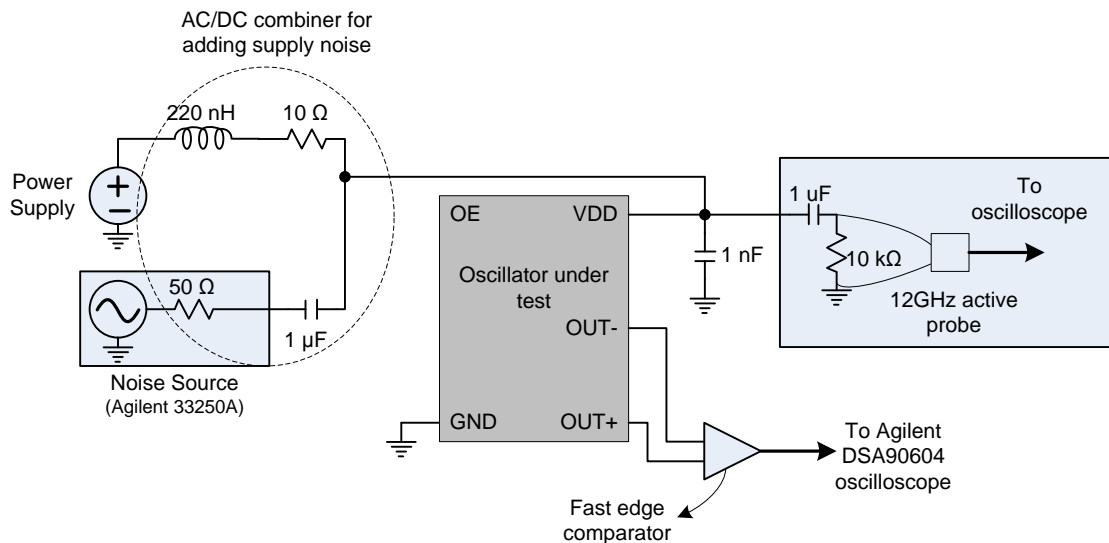 AC/DC combiner for
adding supply noise
220 nH
10 Ω
Power
Supply
50 Ω
1 µF
Noise Source
(Agilent 33250A)
OE
VDD
Oscillator under
test
OUT-
GND
OUT+
1 nF
1 uF
10 kΩ
To
oscilloscope
12GHz active
probe
To Agilent
DSA90604
oscilloscope
Fast edge
comparator